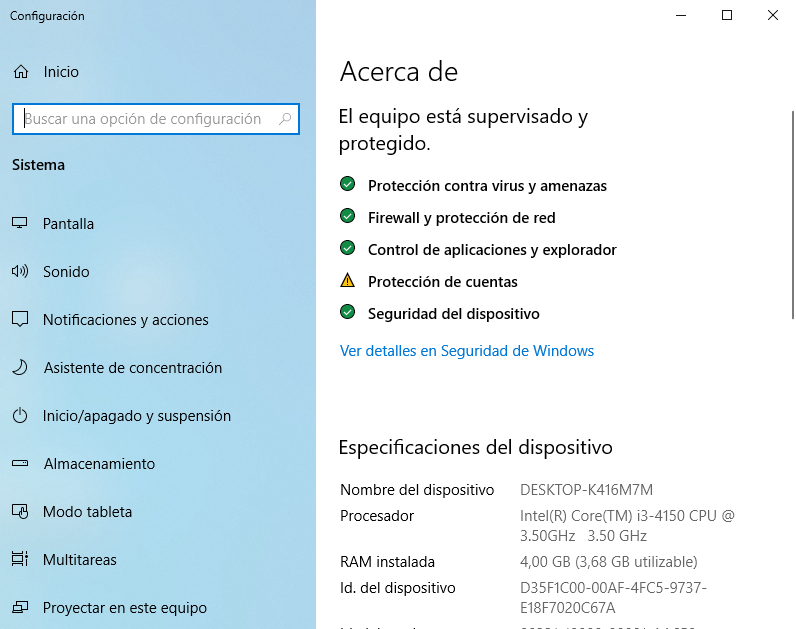 Configuración
Inicio
Buscar una opción de configuración
Sistema
Pantalla
Sonido
Notificaciones y acciones
Asistente de concentración
Inicio/apagado y suspensión
Almacenamiento
Modo tableta
Multitareas
Proyectar en este equipo
Acerca de
El equipo está supervisado y
protegido.
Protección contra virus y amenazas
Firewall y protección de red
Control de aplicaciones y explorador
Protección de cuentas
Seguridad del dispositivo
Ver detalles en Seguridad de Windows
Especificaciones del dispositivo
Nombre del dispositivo DESKTOP-K416M7M
Procesador Intel(R) Core(TM) i3-4150 CPU @
3.50GHz 3.50 GHz
RAM instalada 4,00 GB (3,68 GB utilizable)
Id. del dispositivo D35F1C00-00AF-4FC5-9737-
E18F7020C67A